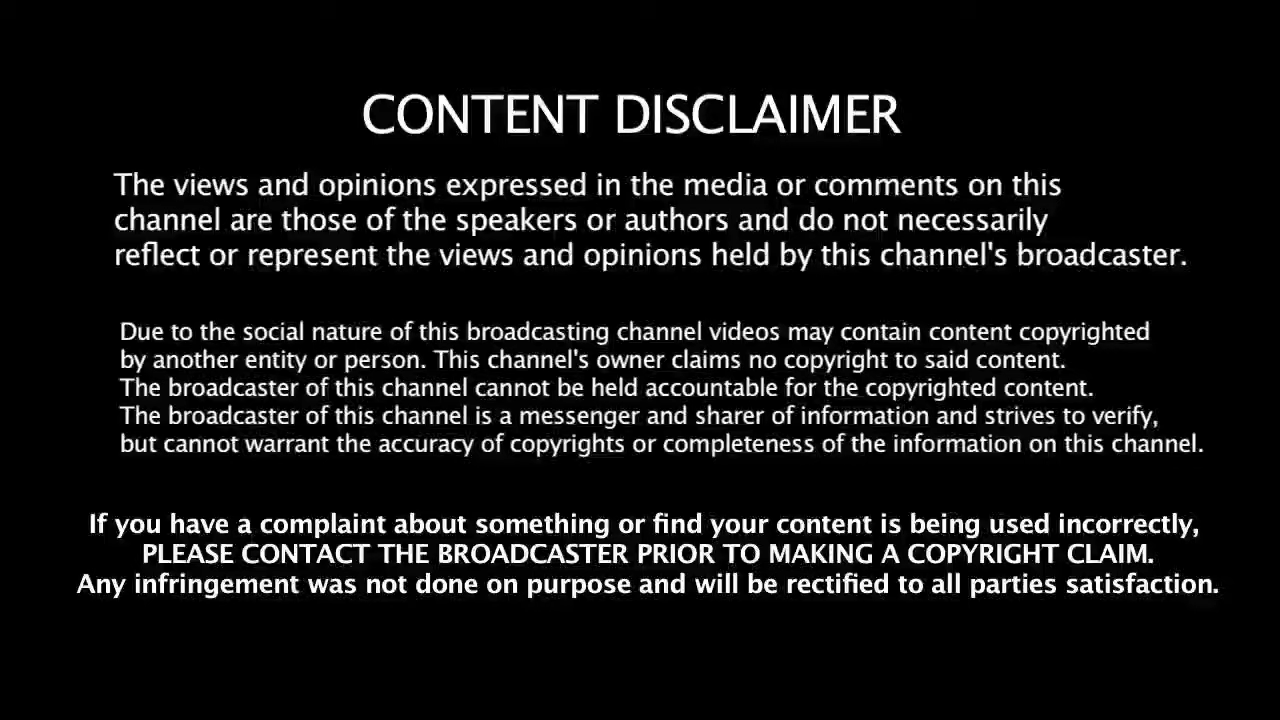 CONTENT DISCLAIMER
The views and opinions expressed in the media or comments on this
channel are those of the speakers or authors and do not necessarily
reflect or represent the views and opinions held by this channel's broadcaster.
Due to the social nature of this broadcasting channel videos may contain content copyrighted
by another entity or person. This channel's owner claims no copyright to said content.
The broadcaster of this channel cannot be held accountable for the copyrighted content.
The broadcaster of this channel is a messenger and sharer of information and strives to verify,
but cannot warrant the accuracy of copyrights or completeness of the information on this channel.
If you have a complaint about something or find your content is being used incorrectly,
PLEASE CONTACT THE BROADCASTER PRIOR TO MAKING A COPYRIGHT CLAIM.
Any infringement was not done on purpose and will be rectified to all parties satisfaction.